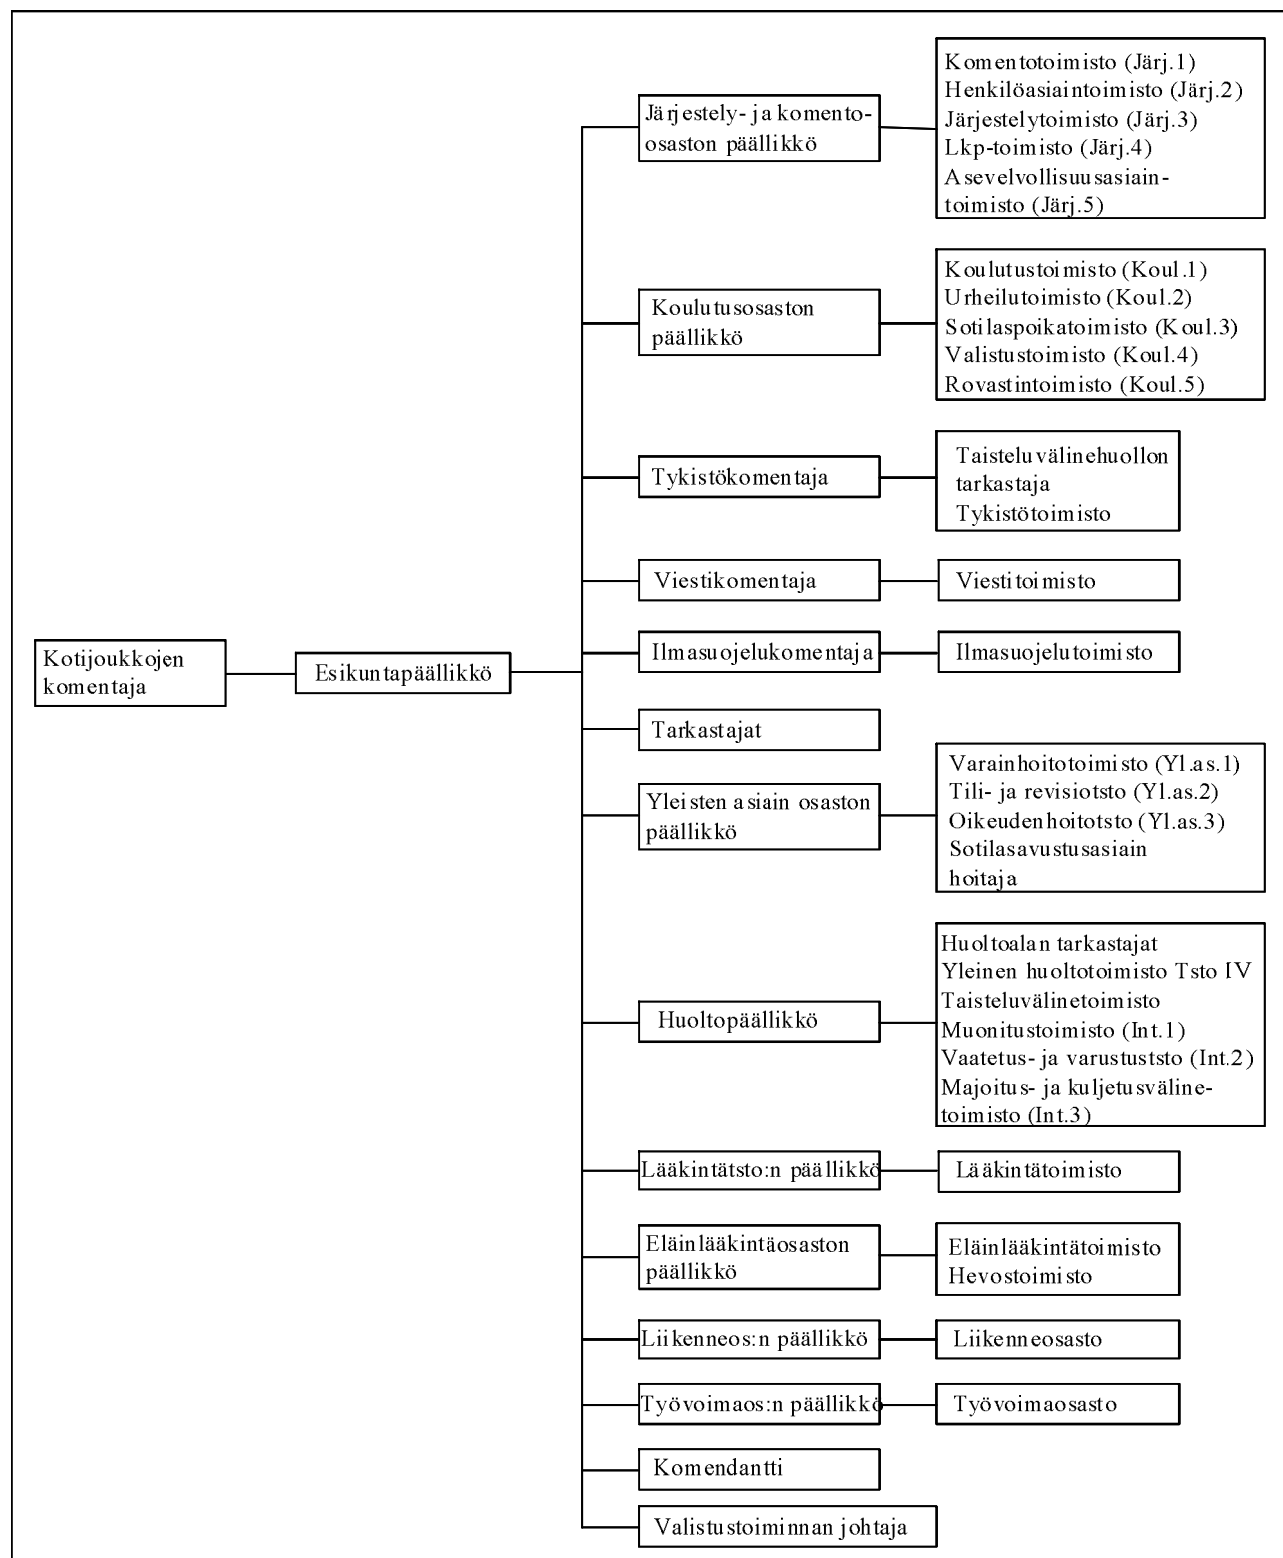 Kotijoukkojen
komentaja
Esikuntapäällikkö
Järjestely- ja komento-
osaston päällikkö
Komentotoimisto (Järj.1)
Henkilöasiaintoimisto (Järj.2)
Järjestelytoimisto (Järj.3)
Lkp-toimisto (Järj.4)
Asevelvollisuusasiain-
toimisto (Järj.5)
Koulutusosaston
päällikkö
Koulutustoimisto (Koul.1)
Urheilutoimisto (Koul.2)
Sotilaspoikatoimisto (Koul.3)
Valistustoimisto (Koul.4)
Rovastintoimisto (Koul.5)
Tykistökomentaja
Taisteluvälinehuollon
tarkastaja
Tykistötoimisto
Viestikomentaja
Viestitoimisto
Ilmasuojelukomentaja
Ilmasuojelutoimisto
Tarkastajat
Yleisten asiain osaston
päällikkö
Varainhoitotoimisto (Yl.as.1)
Tili- ja revisiotsto (Yl.as.2)
Oikeudenhoitotsto (Yl.as.3)
Sotilasavustusasiain
hoitaja
Huoltopäällikkö
Huoltoalan tarkastajat
Yleinen huoltotoimisto Tsto IV
Taisteluvälinetoimisto
Muonitustoimisto (Int.1)
Vaatetus- ja varustuststo (Int.2)
Majoitus- ja kuljetusväline-
toimisto (Int.3)
Lääkintätsto:n päällikkö
Lääkintätoimisto
Eläinlääkintäosaston
päällikkö
Eläinlääkintätoimisto
Hevostoimisto
Liikenneos:n päällikkö
Liikenneosasto
Työvoimaos:n päällikkö
Työvoimaosasto
Komendantti
Valistustoiminnan johtaja